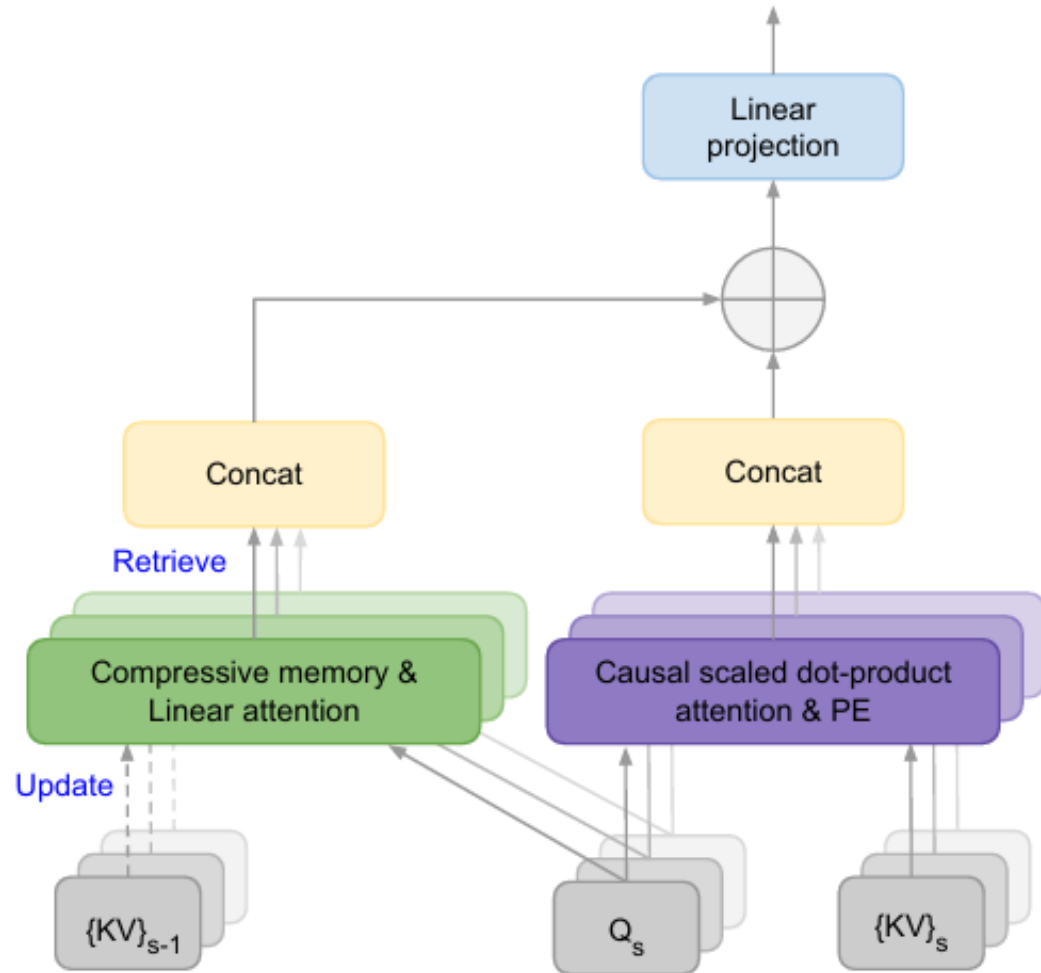 Linear
projection
Concat
Concat
Retrieve
Compressive memory &
Linear attention
Causal scaled dot-product
attention & PE
Update
{KV}s-1
Qs
{KV}s